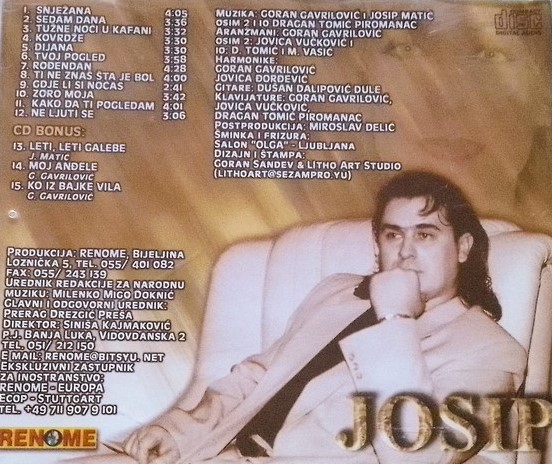 1. SNJEŽANA 4:05
2. SEDAM DANA 3:36
3. TUŽNE NOĆI U KAFANI 3:32
4. KOVRDŽE 3:30
5. DIJANA 3:30
6. TVOJ POGLED 3:58
7. ROĐENDAN 4:28
8. TI NE ZNAŠ ŠTA JE BOL 4:00
9. GDJE LI SI NOĆAS 2:41
10. ZORO MOJA 3:42
11. KAKO DA TI POGLEDAM 4:01
12. NE LJUTI SE 3:06
CD BONUS:
13. LETI, LETI GALEBE
J. MATIĆ
14. MOJ ANĐELE
G. GAVRILOVIĆ
15. KO IZ BAJKE VILA
G. GAVRILOVIĆ
MUZIKA: GORAN GAVRILOVIĆ I JOSIP MATIĆ
OSIM 2 I 10 DRAGAN TOMIĆ PIROMANAC
ARANŽMANI: GORAN GAVRILOVIĆ
OSIM 2: JOVICA VUČKOVIĆ I
10: D. TOMIĆ I M. VASIĆ
HARMONIKE:
GORAN GAVRILOVIĆ
JOVICA ĐORĐEVIĆ
GITARE: DUŠAN DALIPOVIĆ DULE,
KLAVIJATURE: GORAN GAVRILOVIĆ,
JOVICA VUČKOVIĆ,
DRAGAN TOMIĆ PIROMANAC
POSTPRODUKCIJA: MIROSLAV DELIĆ
ŠMINKA I FRIZURA:
SALON "OLGA" - LJUBLJANA
DIZAJN I ŠTAMPA:
GORAN SANDEV & LITHO ART STUDIO
(LITHOART@SEZAMPRO.YU)
COMPACT
disc
DIGITAL AUDIO
PRODUKCIJA: RENOME, BIJELJINA
LOZNIČKA 5, TEL. 055/ 401 082
FAX: 055/ 243 139
UREDNIK REDAKCIJE ZA NARODNU
MUZIKU: MILENKO MIGO DOKNIĆ
GLAVNI I ODGOVORNI UREDNIK:
PRERAG DREZGIĆ PREŠA
DIREKTOR: SINIŠA KAJMAKOVIĆ
P.J. BANJA LUKA, VIDOVDANSKA 2
TEL. 051/ 212 150
E MAIL: RENOME@BITSYU. NET
EKSKLUZIVNI ZASTUPNIK
ZA INOSTRANSTVO:
RENOME - EUROPA
ECOP - STUTTGART
TEL. +49 711 907 9 101
RENOME
JOSIP